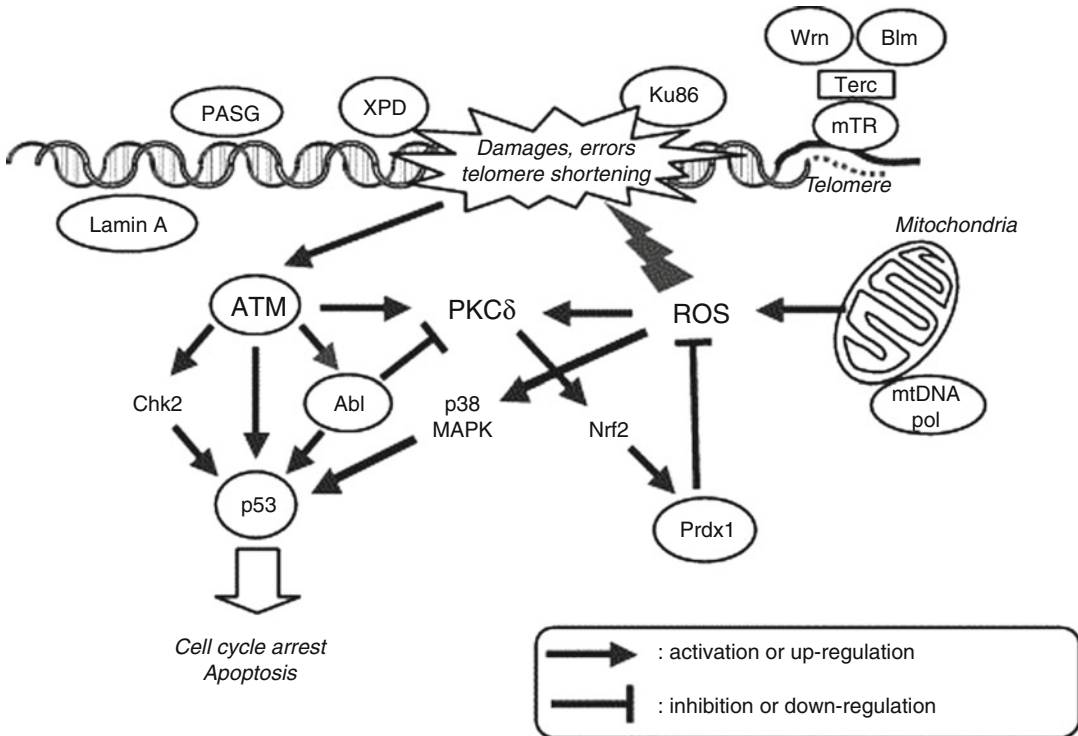 Wrn
Blm
Terc
mTR
Ku86
XPD
PASG
Damages, errors
telomere shortening
Telomere
Lamin A
Mitochondria
ATM
PKCδ
ROS
mtDNA
pol
Chk2
Abl
p38
MAPK
Nrf2
p53
Prdx1
Cell cycle arrest
Apoptosis
: activation or up-regulation
: inhibition or down-regulation